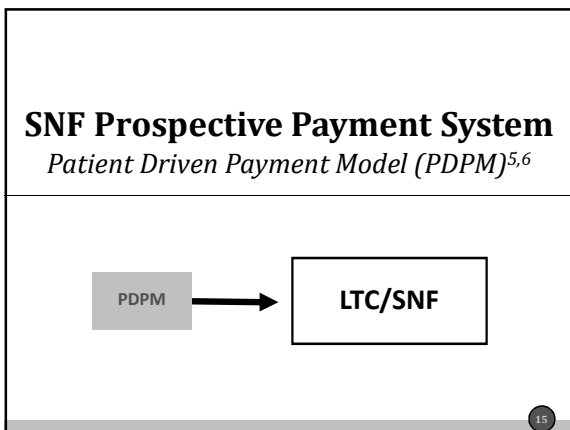 SNF Prospective Payment System
Patient Driven Payment Model (PDPM)5,6
PDPM
LTC/SNF
15